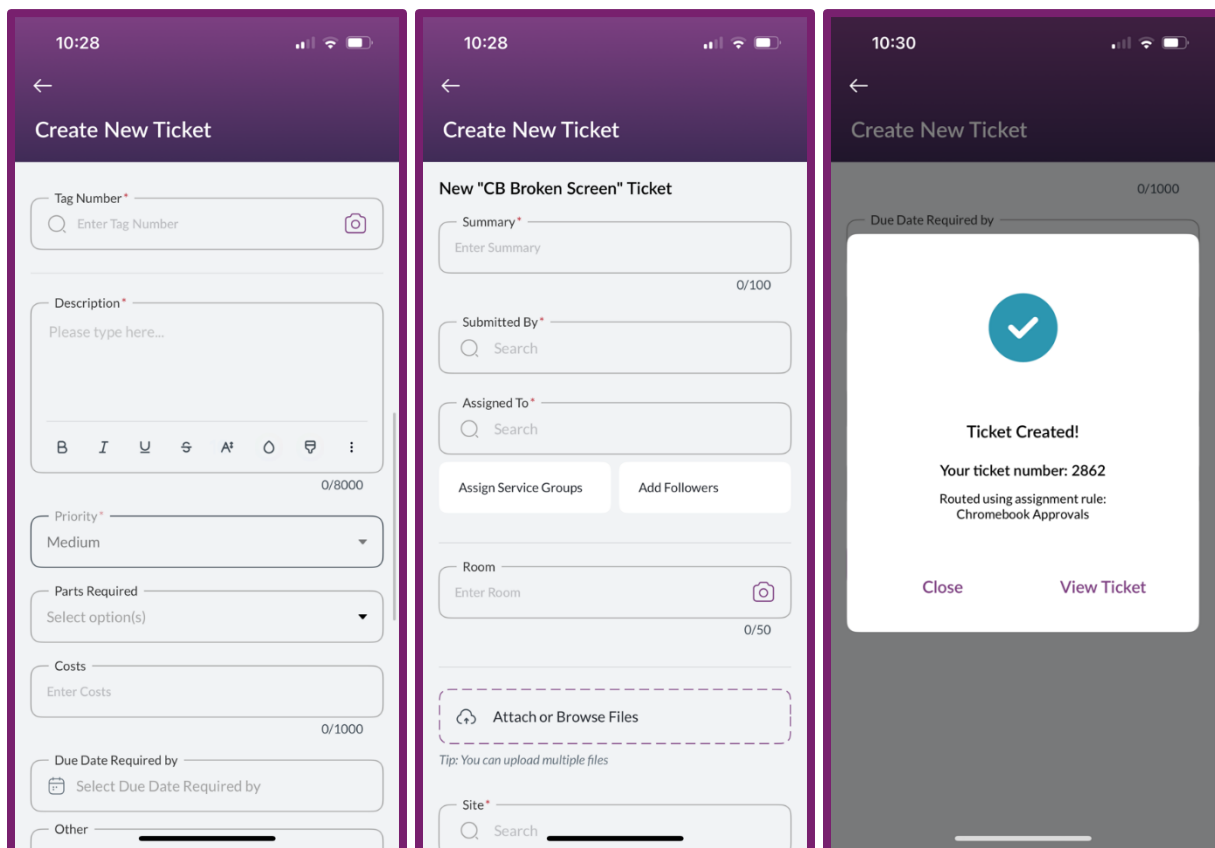 10:28
Create New Ticket
Tag Number*
Enter Tag Number
Description*
Please type here...
B I U S A
0/8000
Priority*
Medium
Parts Required
Select option(s)
Costs
Enter Costs
0/1000
Due Date Required by
Select Due Date Required by
Other
10:28
Create New Ticket
New "CB Broken Screen" Ticket
Summary*
Enter Summary
0/100
Submitted By*
Search
Assigned To*
Search
Assign Service Groups
Add Followers
Room
Enter Room
0/50
Attach or Browse Files
Tip: You can upload multiple files
Site*
Search
10:30
Create New Ticket
0/1000
Due Date Required by
Ticket Created!
Your ticket number: 2862
Routed using assignment rule:
Chromebook Approvals
Close
View Ticket